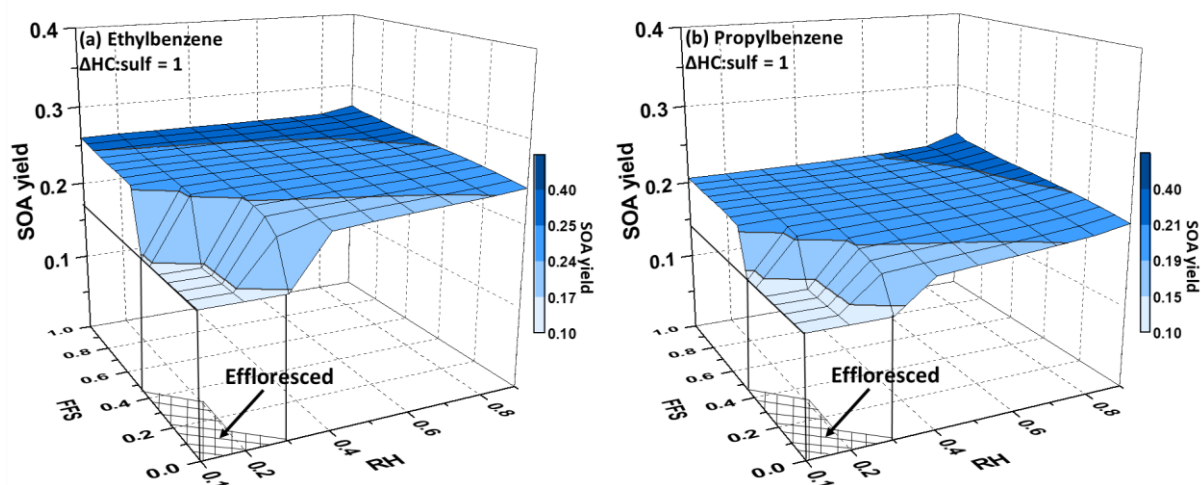 (a) Ethylbenzene
ΔHC:sulf = 1
SOA yield
0.4
0.3
0.2
0.1
1.0
0.8
0.6
0.4
0.2
0.0
FFS
0.1
0.2
0.4
0.6
0.8
RH
Effloresced
0.40
0.25
0.24
0.17
0.10
SOA yield
(b) Propylbenzene
ΔHC:sulf = 1
SOA yield
0.4
0.3
0.2
0.1
1.0
0.8
0.6
0.4
0.2
0.0
FFS
0.1
0.2
0.4
0.6
0.8
RH
Effloresced
0.40
0.21
0.19
0.15
0.10
SOA yield